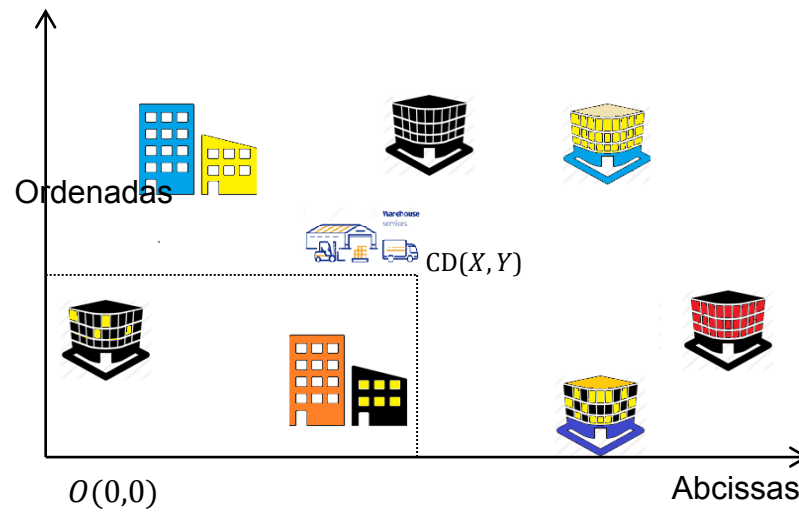 Ordenadas
Warehouse
services
CD(X, Y)
O(0,0)
Abcissas